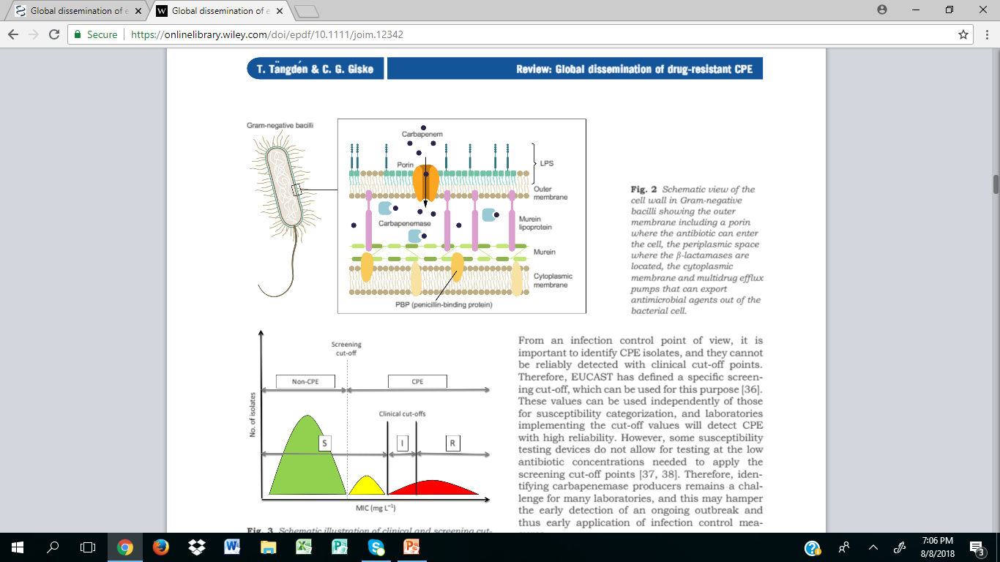 Global dissemination of e
Global dissemination of e
Secure
https://onlinelibrary.wiley.com/doi/epdf/10.1111/joim.12342
T. Tängdén & C. G. Giske
Review: Global dissemination of drug-resistant CPE
Gram-negative bacilli
Carbapenem
Porin
LPS
Outer
membrane
Carbapenemase
Murein
lipoprotein
Murein
Cytoplasmic
membrane
PBP (penicillin-binding protein)
Fig. 2 Schematic view of the
cell wall in Gram-negative
bacilli showing the outer
membrane including a porin
where the antibiotic can enter
the cell, the periplasmic space
where the β-lactamases are
located, the cytoplasmic
membrane and multidrug efflux
pumps that can export
antimicrobial agents out of the
bacterial cell.
Screening
cut-off
Non-CPE
CPE
Clinical cut-offs
S
I
R
No. of isolates
MIC (mg L⁻¹)
Fig. 3 Schematic illustration of clinical and screening cut-
From an infection control point of view, it is
important to identify CPE isolates, and they cannot
be reliably detected with clinical cut-off points.
Therefore, EUCAST has defined a specific screen-
ing cut-off, which can be used for this purpose [36].
These values can be used independently of those
for susceptibility categorization, and laboratories
implementing the cut-off values will detect CPE
with high reliability. However, some susceptibility
testing devices do not allow for testing at the low
antibiotic concentrations needed to apply the
screening cut-off points [37, 38]. Therefore, iden-
tifying carbapenemase producers remains a chal-
lenge for many laboratories, and this may hamper
the early detection of an ongoing outbreak and
thus early application of infection control mea-
7:06 PM
8/8/2018
3